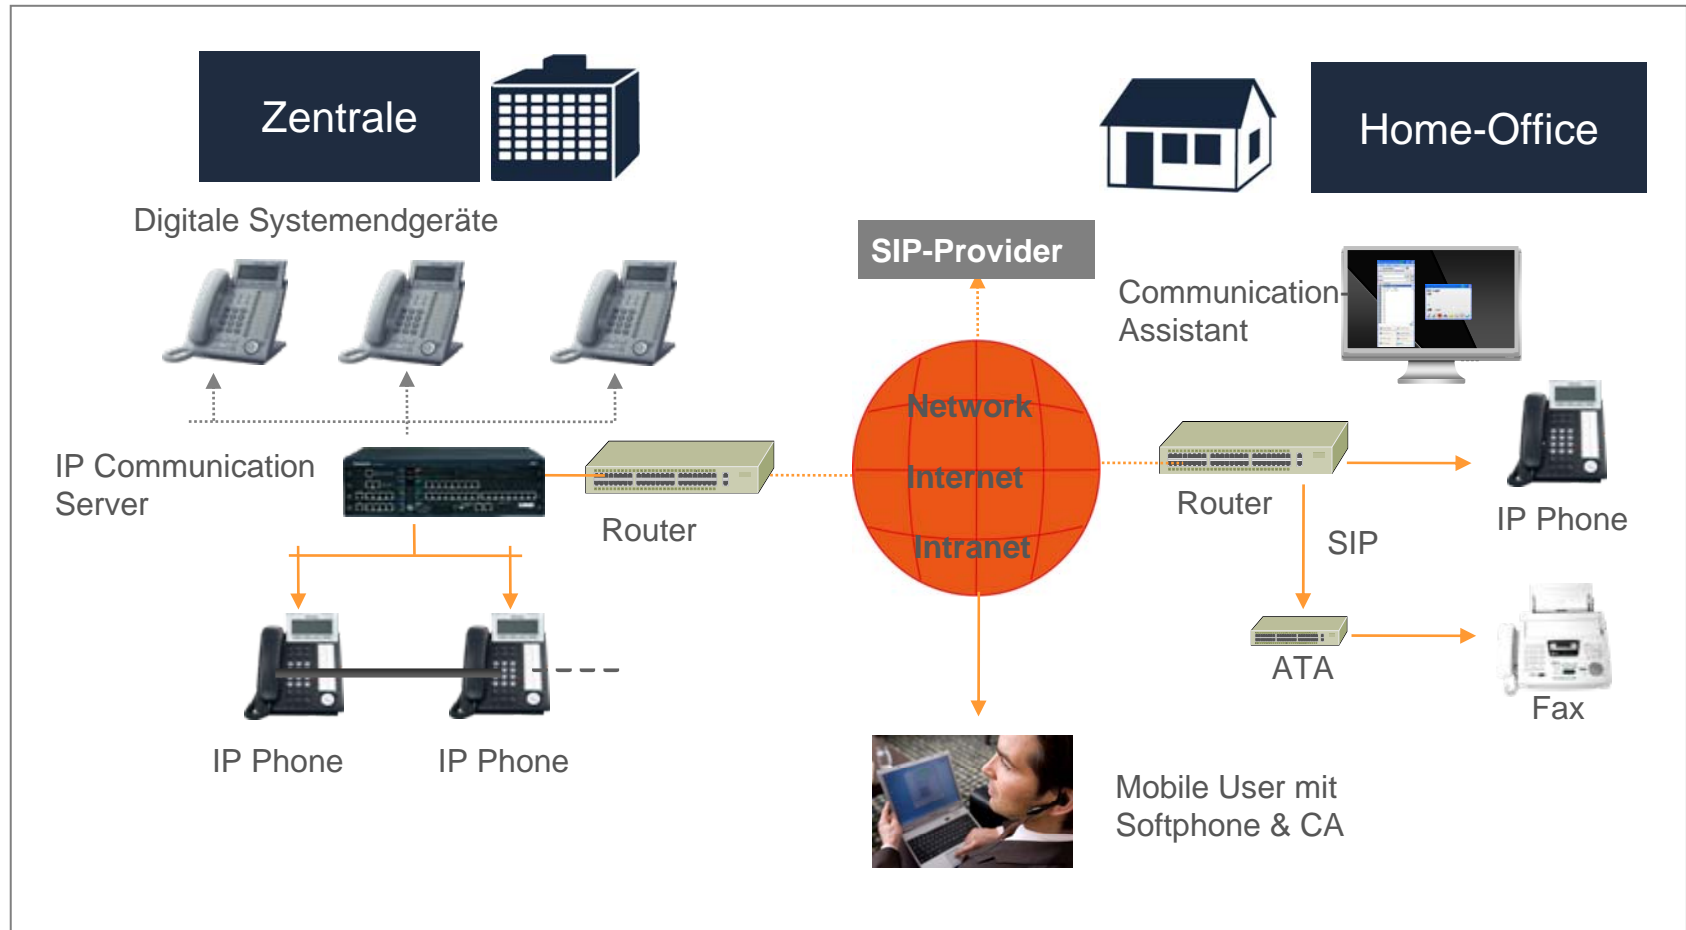 Zentrale
Home-Office
Digitale Systemendgeräte
SIP-Provider
Communication
Assistant
Network
Internet
Intranet
IP Communication
Server
Router
Router
IP Phone
SIP
ATA
Fax
IP Phone
IP Phone
Mobile User mit
Softphone & CA